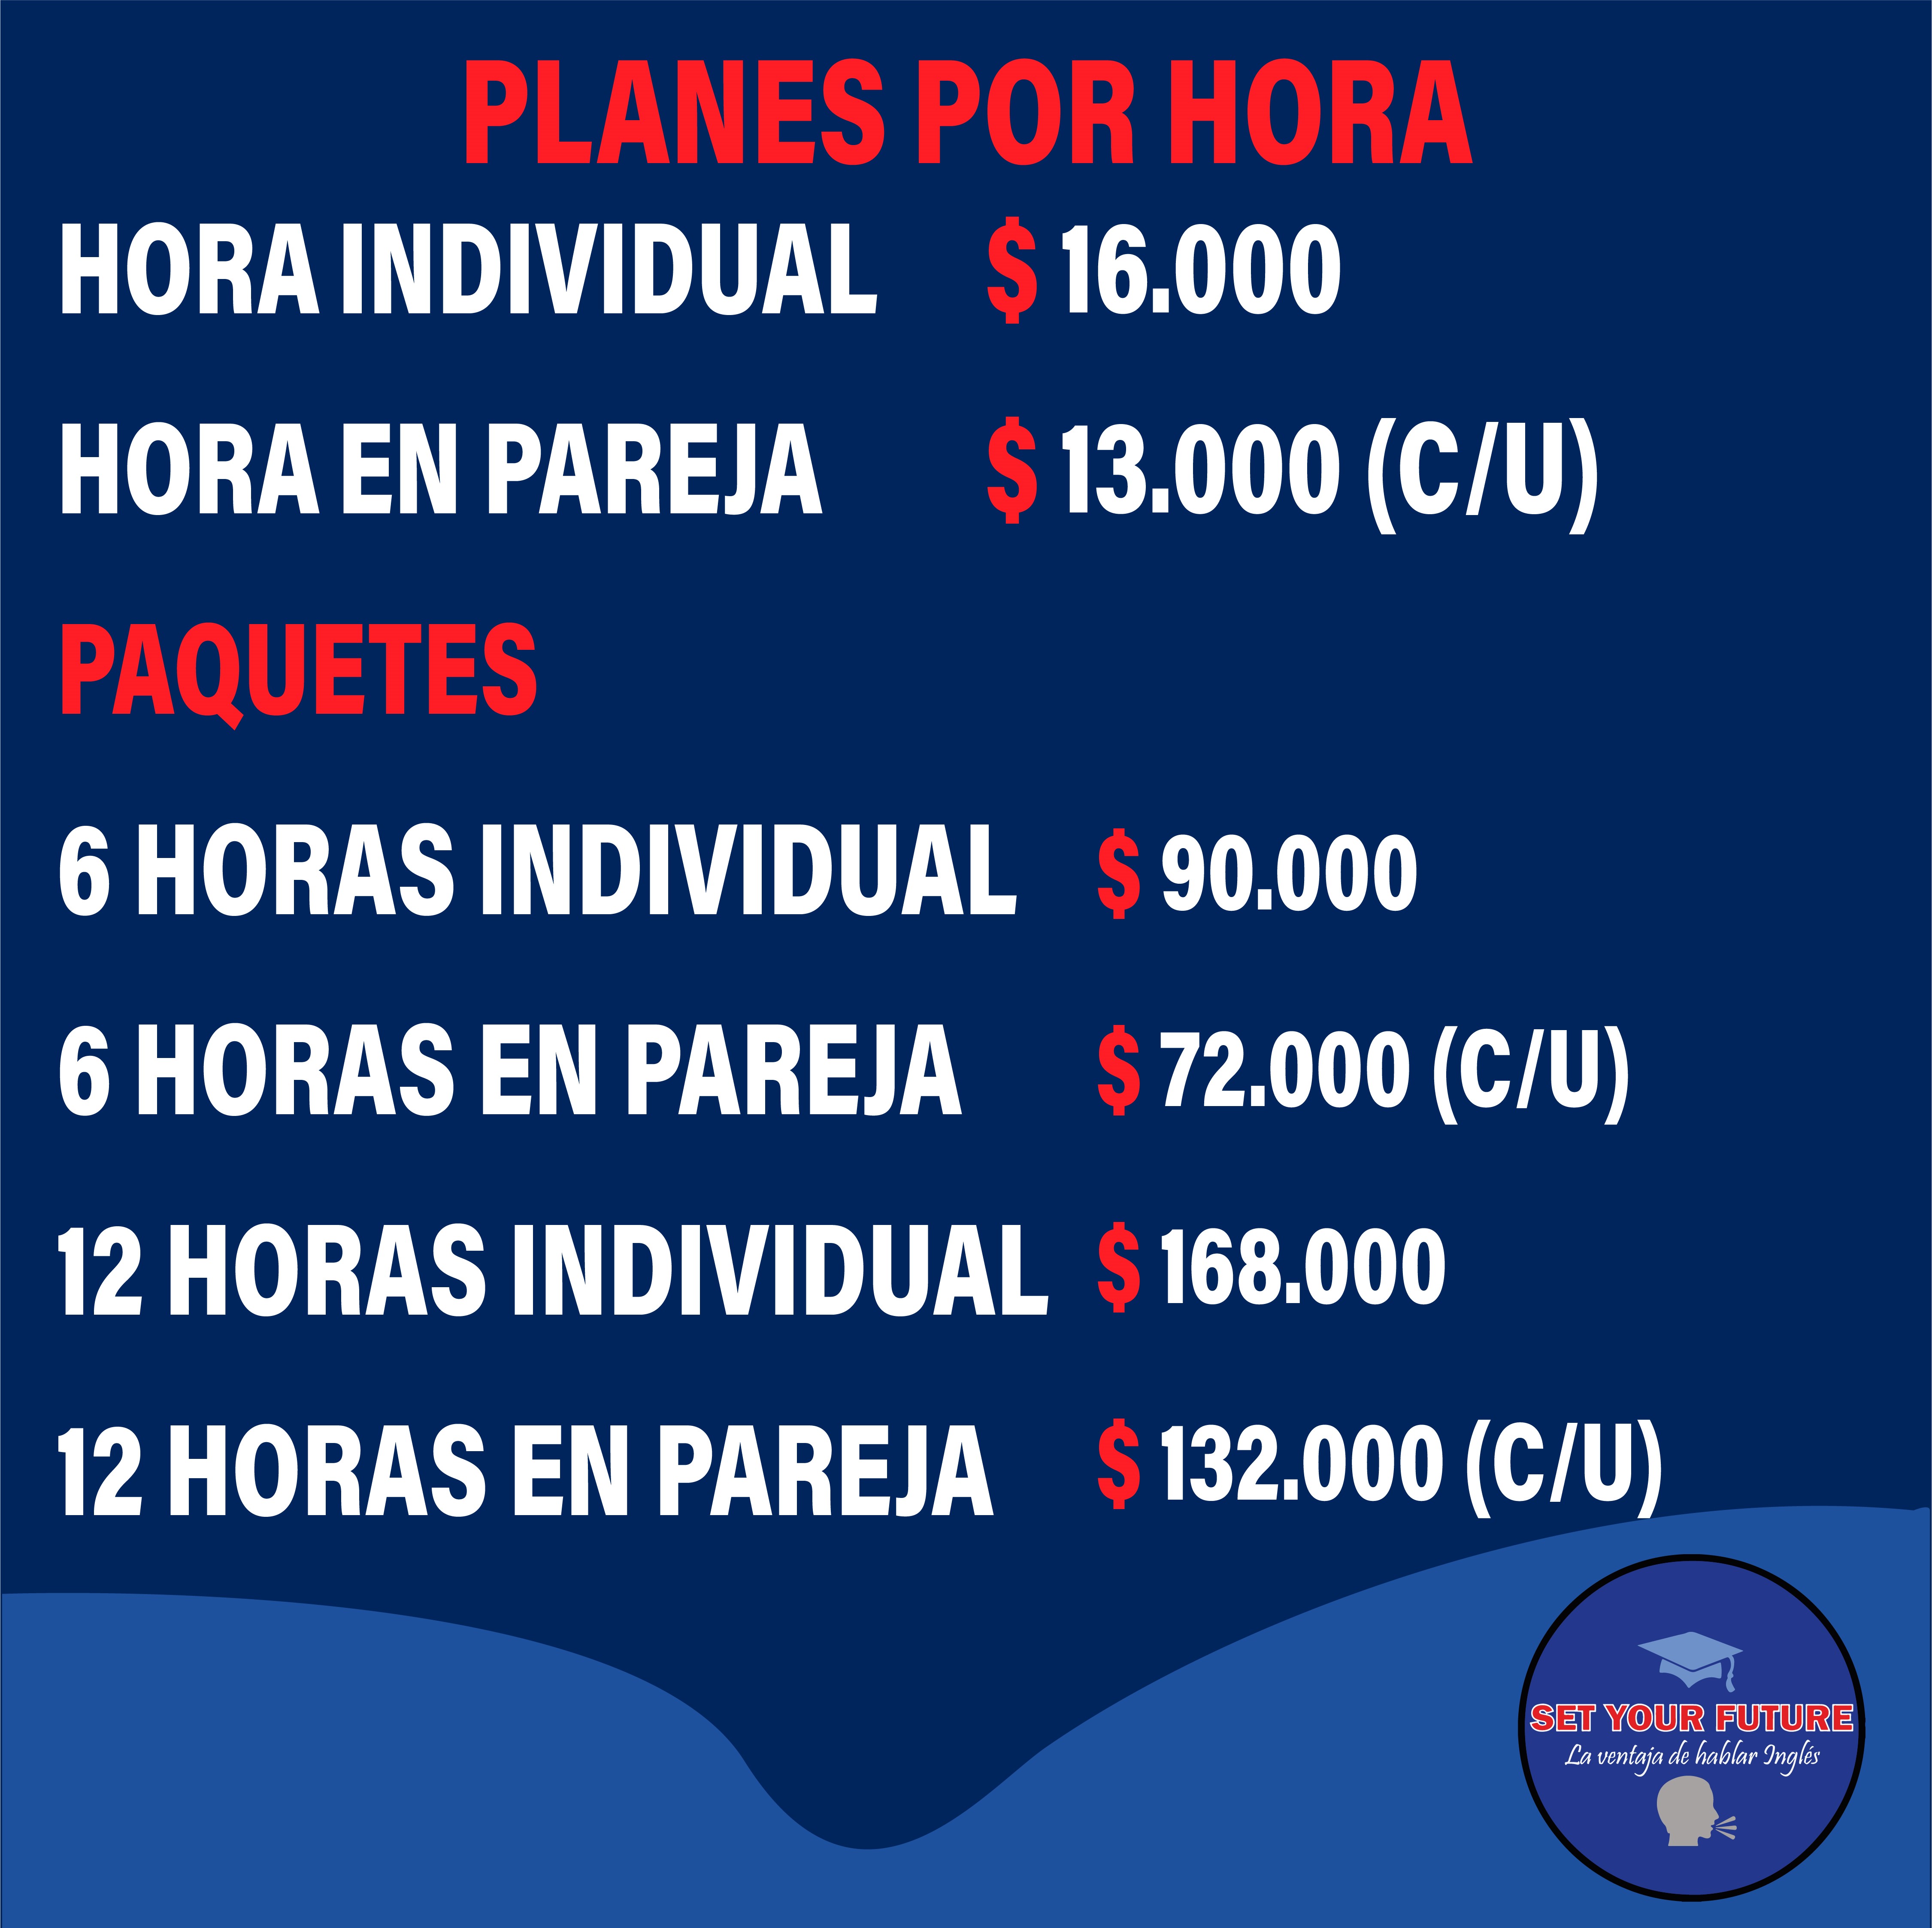 PLANES POR HORA
HORA INDIVIDUAL $ 16.000
HORA EN PAREJA $ 13.000 (C/U)
PAQUETES
6 HORAS INDIVIDUAL $ 90.000
6 HORAS EN PAREJA $ 72.000 (C/U)
12 HORAS INDIVIDUAL $ 168.000
12 HORAS EN PAREJA $ 132.000 (C/U)
SET YOUR FUTURE
La ventaja de hablar Inglés